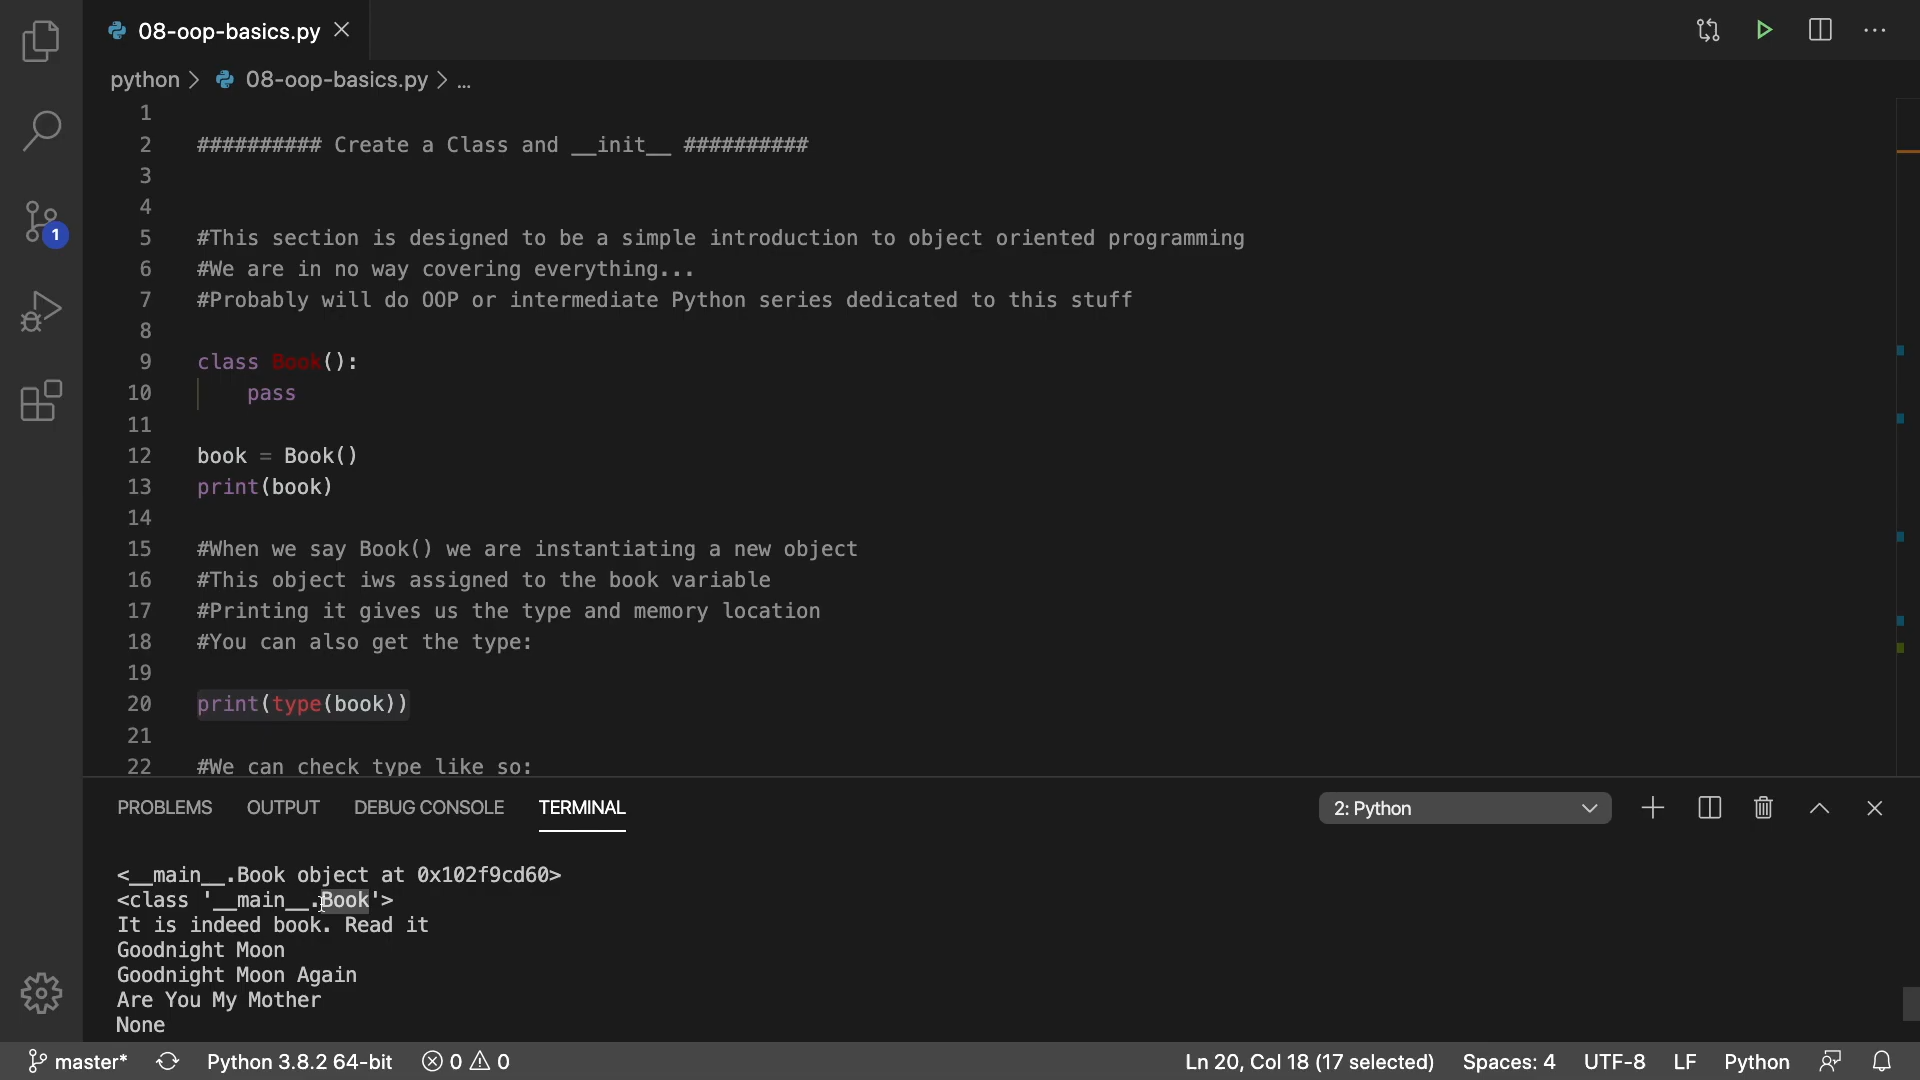 08-oop-basics.py
python > 08-oop-basics.py > ...
1
2 ########## Create a Class and __init__ ##########
3
4
5 #This section is designed to be a simple introduction to object oriented programming
6 #We are in no way covering everything...
7 #Probably will do OOP or intermediate Python series dedicated to this stuff
8
9 class Book():
10 pass
11
12 book = Book()
13 print(book)
14
15 #When we say Book() we are instantiating a new object
16 #This object iws assigned to the book variable
17 #Printing it gives us the type and memory location
18 #You can also get the type:
19
20 print(type(book))
21
22 #We can check type like so:
1
PROBLEMS OUTPUT DEBUG CONSOLE TERMINAL 2: Python
<__main__.Book object at 0x102f9cd60>
<class '__main__.Book'>
It is indeed book. Read it
Goodnight Moon
Goodnight Moon Again
Are You My Mother
None
master* Python 3.8.2 64-bit 0 0 Ln 20, Col 18 (17 selected) Spaces: 4 UTF-8 LF Python